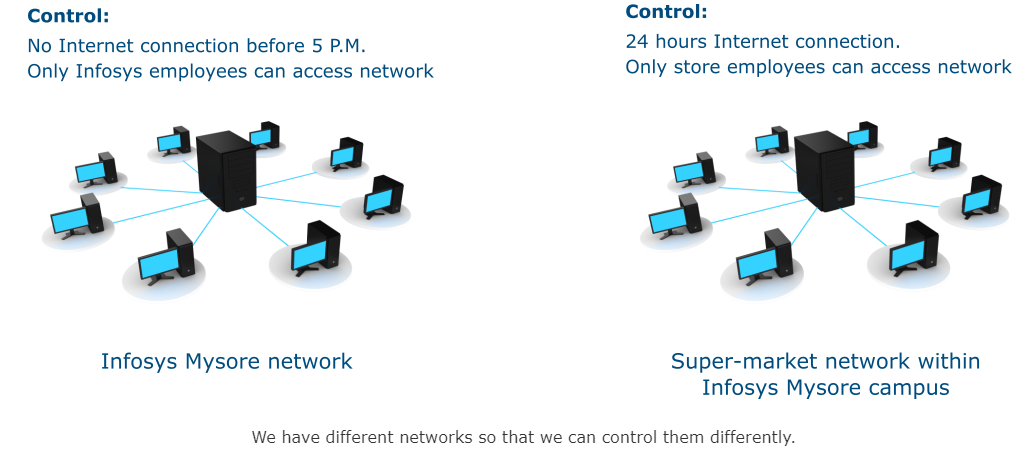 Control:
No Internet connection before 5 P.M.
Only Infosys employees can access network
Control:
24 hours Internet connection.
Only store employees can access network
Infosys Mysore network
Super-market network within
Infosys Mysore campus
We have different networks so that we can control them differently.